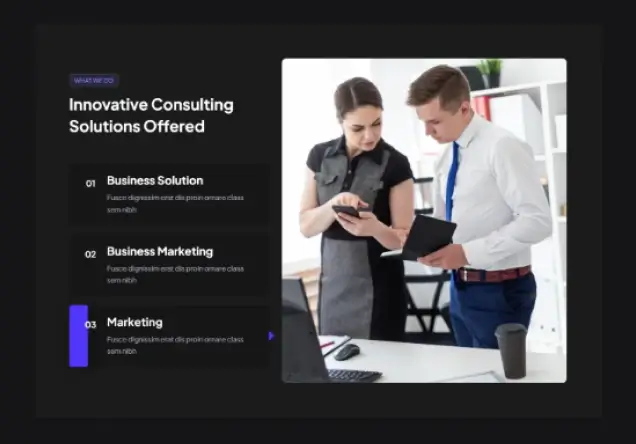 WHAT WE DO
Innovative Consulting
Solutions Offered
01 Business Solution
Fusce dignissim erat dis proin ornare class
sem nibh
02 Business Marketing
Fusce dignissim erat dis proin ornare class
sem nibh
03 Marketing
Fusce dignissim erat dis proin ornare class
sem nibh